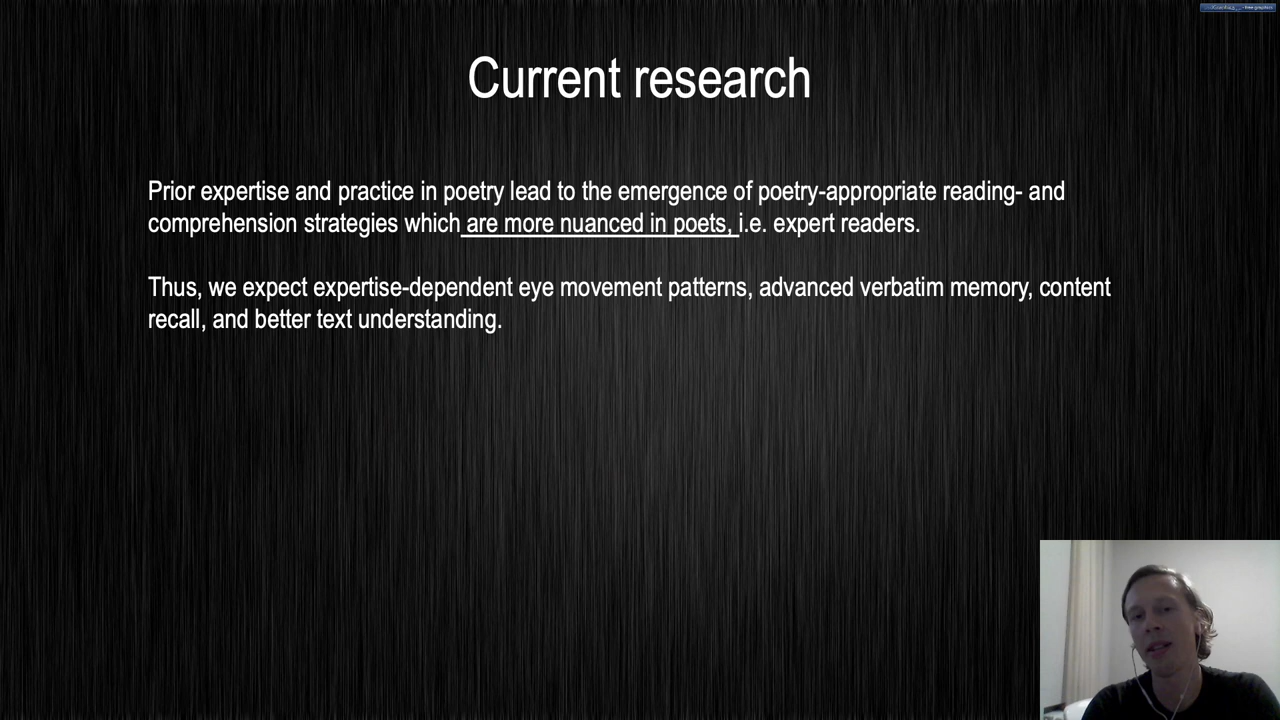 Current research
Prior expertise and practice in poetry lead to the emergence of poetry-appropriate reading- and
comprehension strategies which are more nuanced in poets, i.e. expert readers.
Thus, we expect expertise-dependent eye movement patterns, advanced verbatim memory, content
recall, and better text understanding.